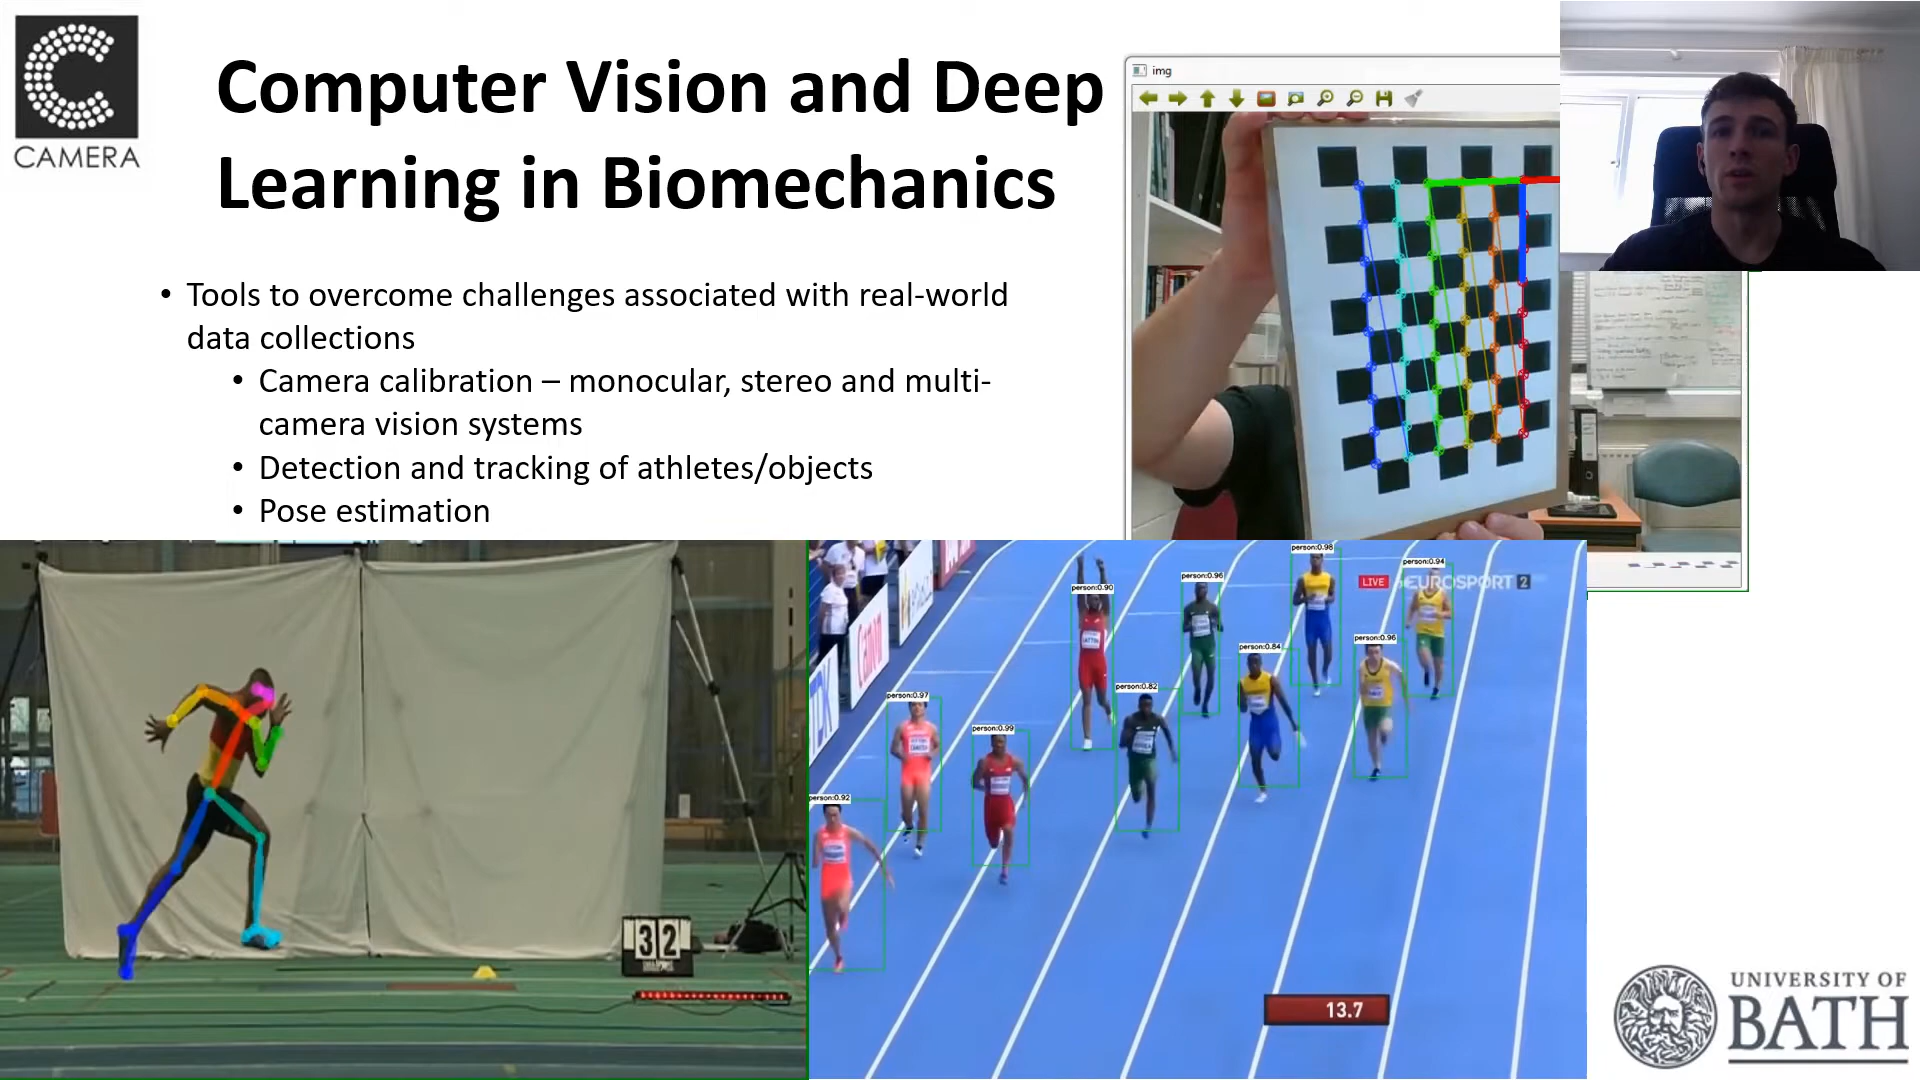 CAMERA
Computer Vision and Deep
Learning in Biomechanics
• Tools to overcome challenges associated with real-world
data collections
• Camera calibration – monocular, stereo and multi-
camera vision systems
• Detection and tracking of athletes/objects
• Pose estimation
img
32
person:0.98
person:0.94
person:0.96
person:0.90
LIVE
EUROSPORT 2
person:0.96
person:0.84
person:0.82
person:0.97
person:0.99
person:0.92
Canon
TDK
13.7
UNIVERSITY OF
BATH